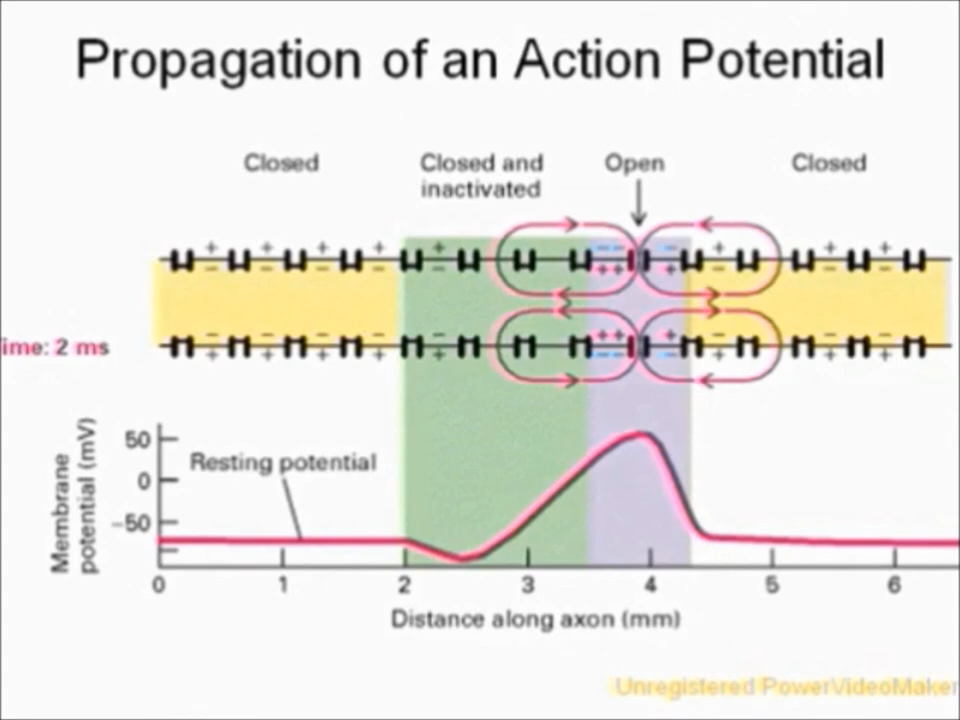 Propagation of an Action Potential
Closed
Closed and
inactivated
Open
Closed
+ + + + + -- -- + + +
- - - - - ++ + - - -
- - - - - ++ + - - -
+ + + + + -- -- + + +
ime: 2 ms
Membrane
potential (mV)
50
0
-50
Resting potential
0 1 2 3 4 5 6
Distance along axon (mm)
Unregistered PowerVideoMaker